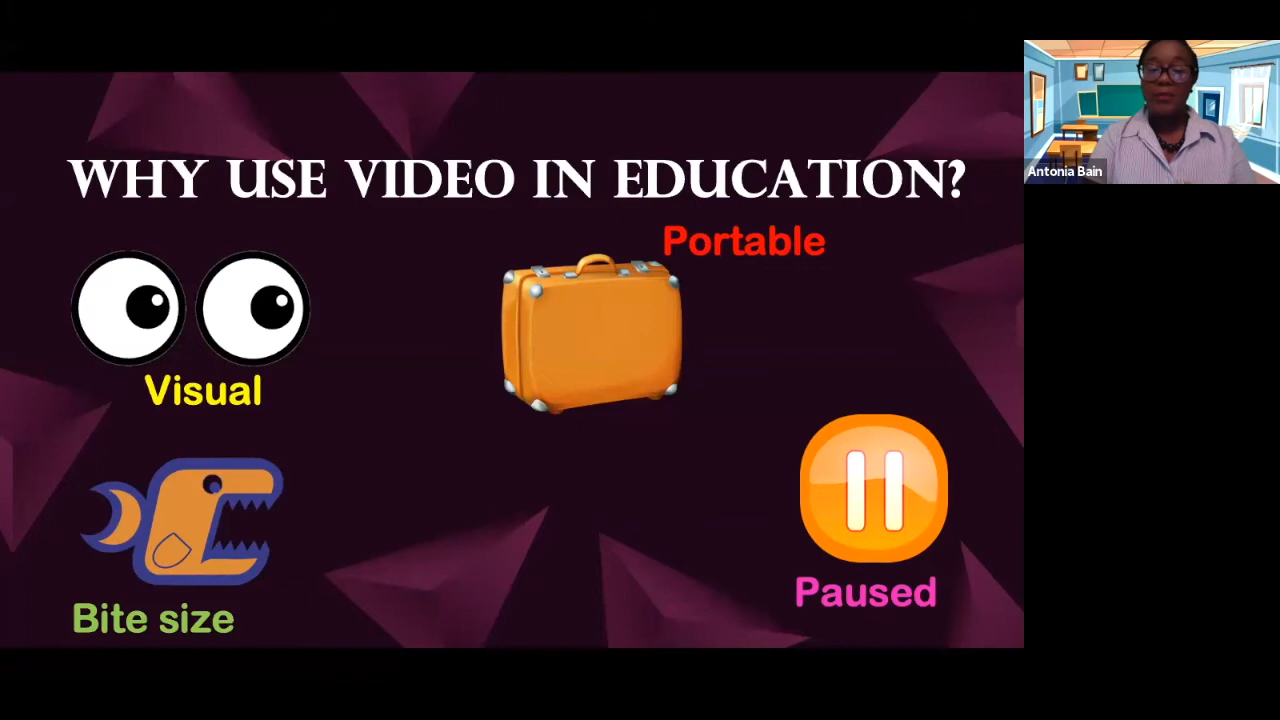 WHY USE VIDEO IN EDUCATION?
Portable
Visual
Bite size
Paused
Antonia Bain